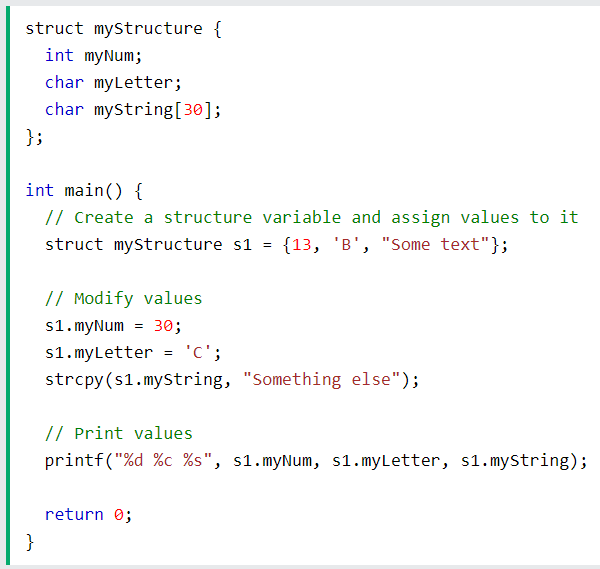 struct myStructure {
  int myNum;
  char myLetter;
  char myString[30];
};

int main() {
  // Create a structure variable and assign values to it
  struct myStructure s1 = {13, 'B', "Some text"};

  // Modify values
  s1.myNum = 30;
  s1.myLetter = 'C';
  strcpy(s1.myString, "Something else");

  // Print values
  printf("%d %c %s", s1.myNum, s1.myLetter, s1.myString);

  return 0;
}